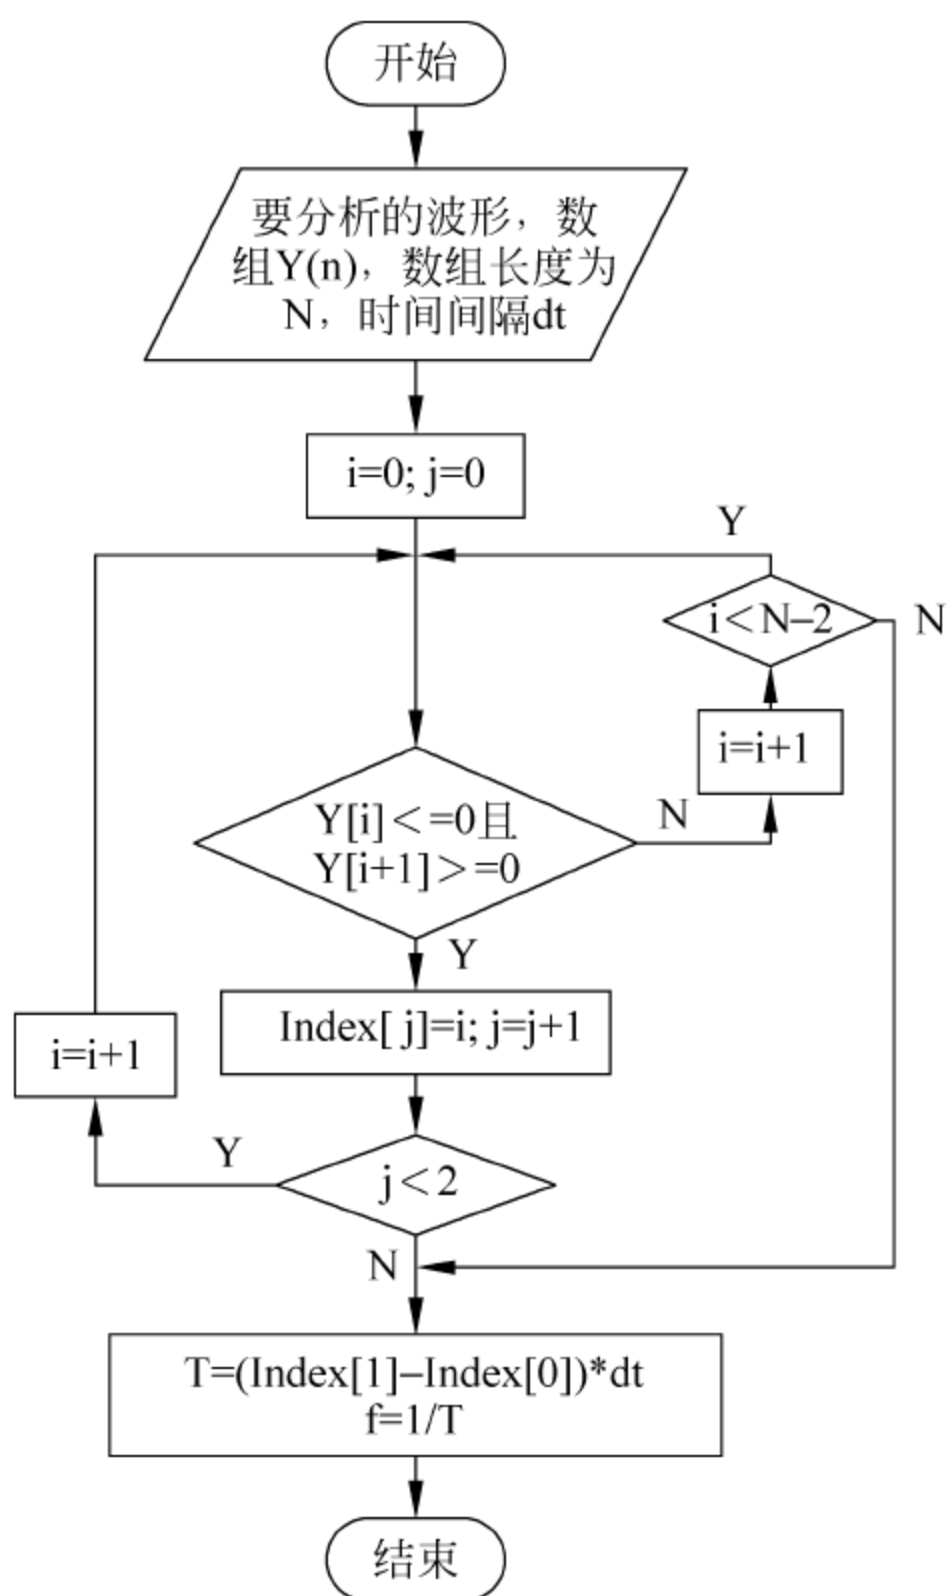 开始
要分析的波形，数
组Y(n)，数组长度为
N，时间间隔dt
i=0; j=0
Y
i<N–2
N
i=i+1
Y[i]<=0且
Y[i+1]>=0
N
Y
Index[ j]=i; j=j+1
i=i+1
Y
j<2
N
T=(Index[1]–Index[0])*dt
f=1/T
结束